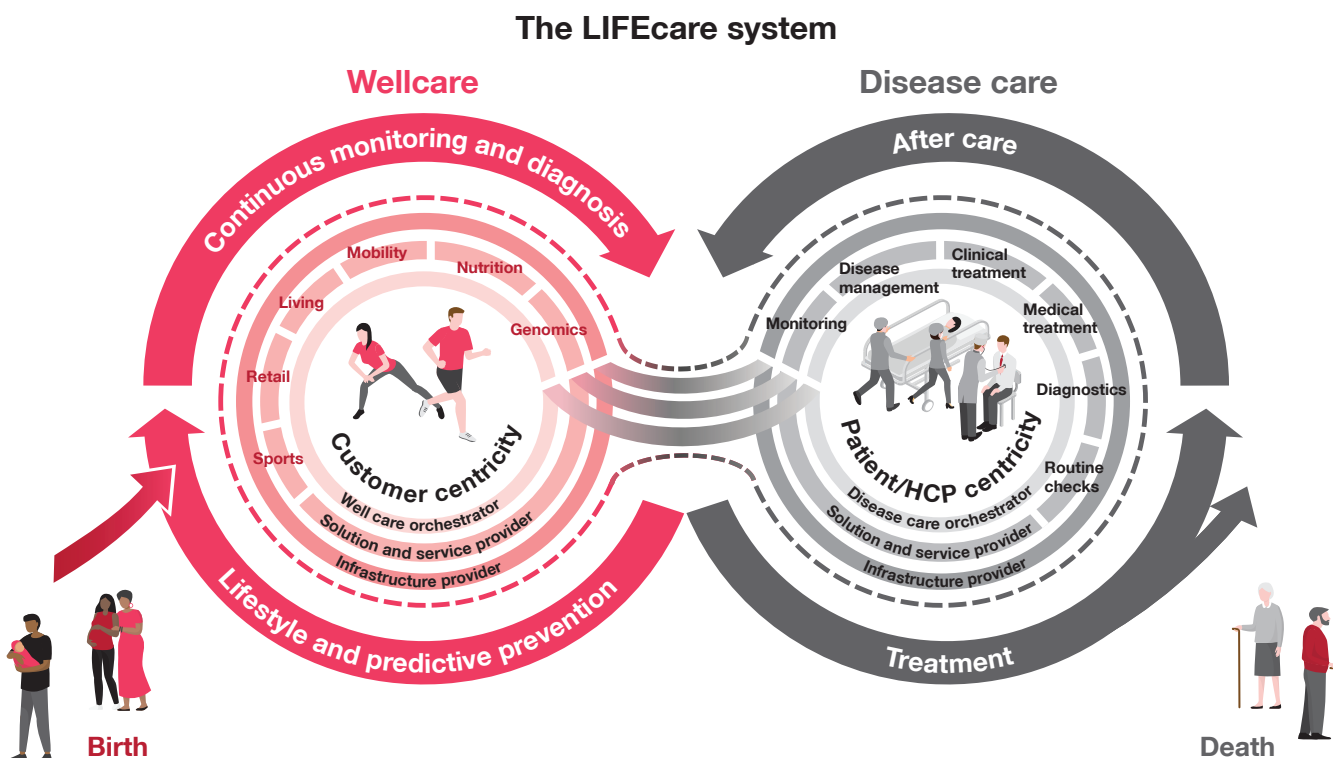 The LIFEcare system
Wellcare
Continuous monitoring and diagnosis
Mobility
Nutrition
Living
Genomics
Retail
Sports
Customer centricity
Well care orchestrator
Solution and service provider
Infrastructure provider
Lifestyle and predictive prevention
Birth
Disease care
After care
Disease
management
Clinical
treatment
Monitoring
Medical
treatment
Diagnostics
Routine
checks
Patient/HCP centricity
Disease care orchestrator
Solution and service provider
Infrastructure provider
Treatment
Death